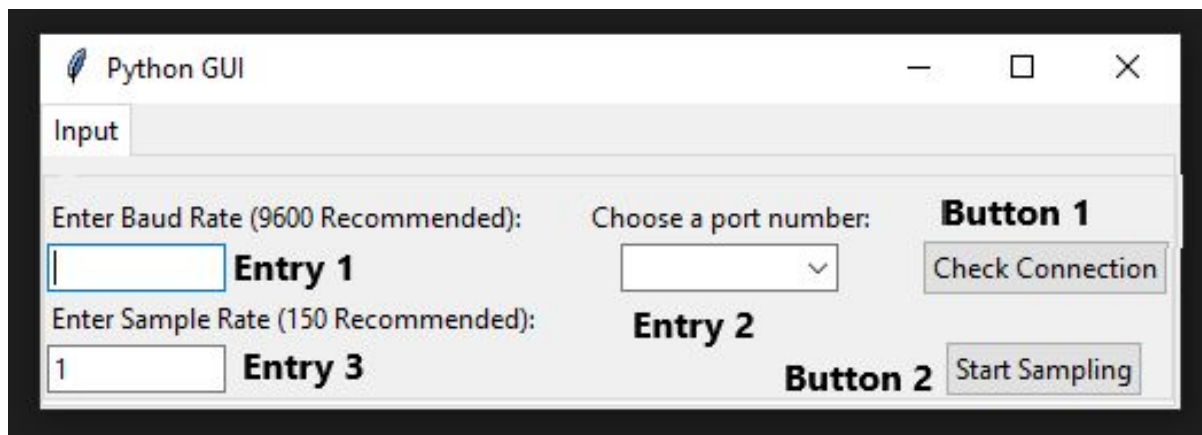 Python GUI
Input
Enter Baud Rate (9600 Recommended):
Choose a port number:
Button 1
Entry 1
Check Connection
Enter Sample Rate (150 Recommended):
Entry 2
1
Entry 3
Button 2
Start Sampling